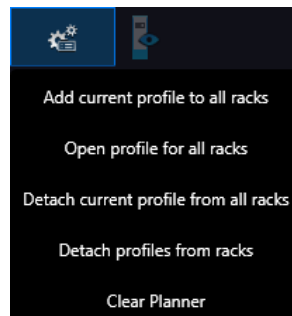 Add current profile to all racks
Open profile for all racks
Detach current profile from all racks
Detach profiles from racks
Clear Planner